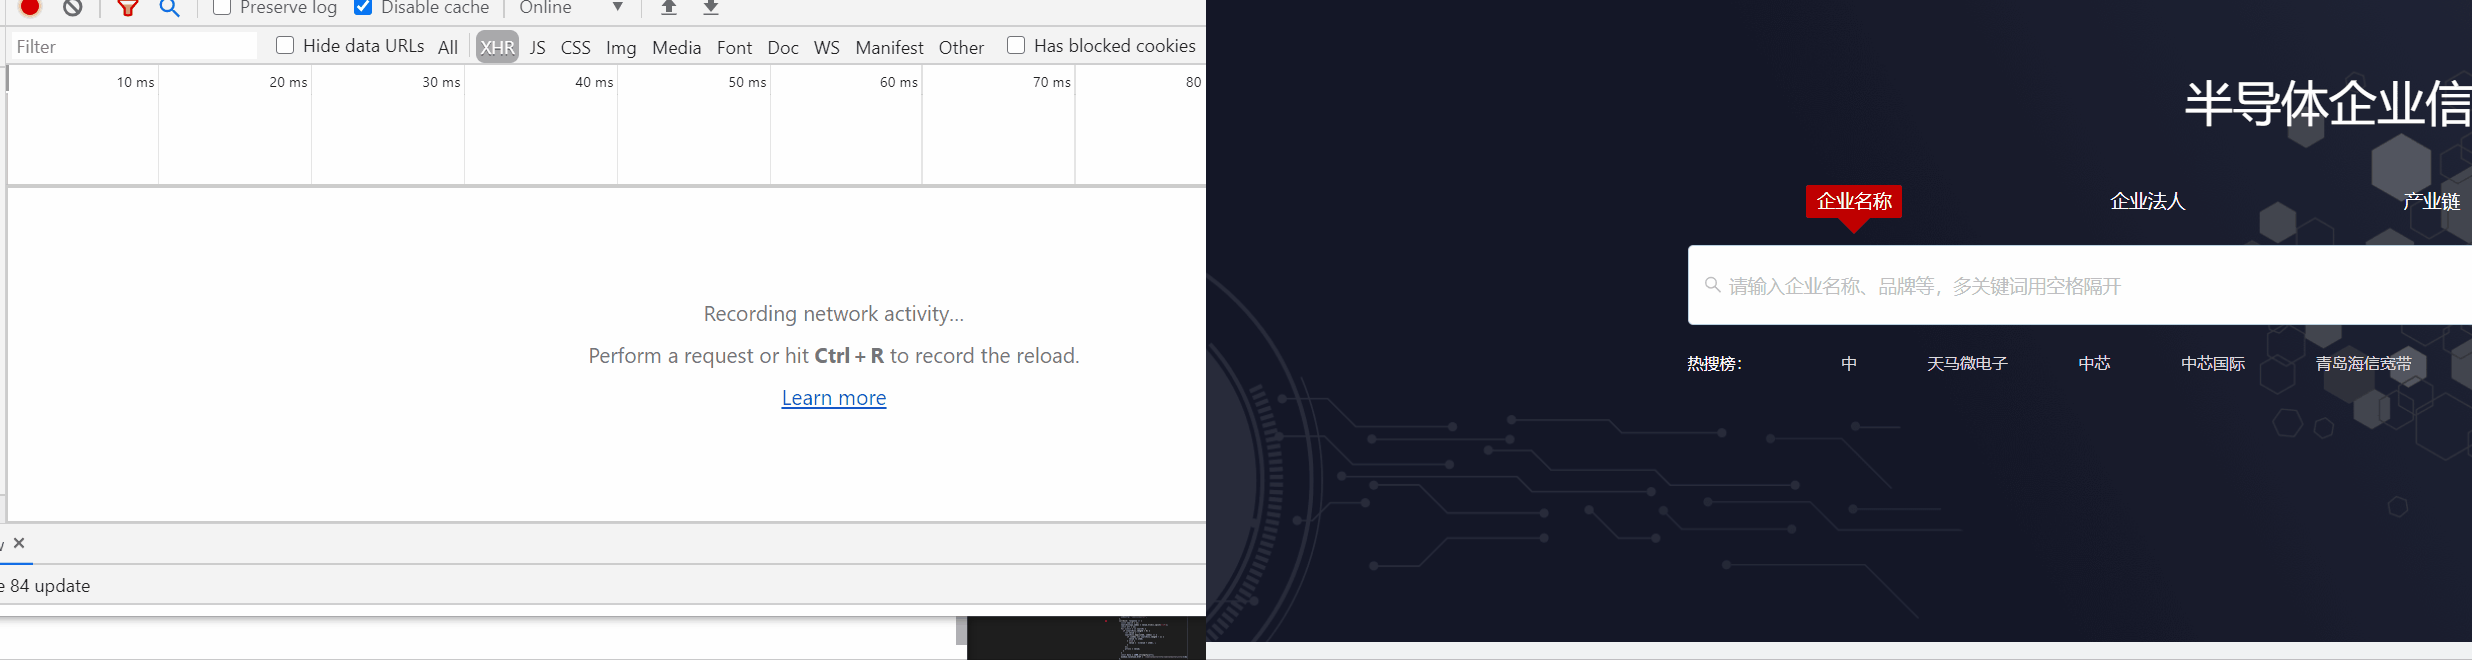 Preserve log Disable cache Online
Filter Hide data URLs All XHR JS CSS Img Media Font Doc WS Manifest Other Has blocked cookies
10 ms 20 ms 30 ms 40 ms 50 ms 60 ms 70 ms 80
Recording network activity...
Perform a request or hit Ctrl + R to record the reload.
Learn more
84 update
半导体企业信
企业名称 企业法人 产业链
请输入企业名称、品牌等，多关键词用空格隔开
热搜榜： 中 天马微电子 中芯 中芯国际 青岛海信宽带